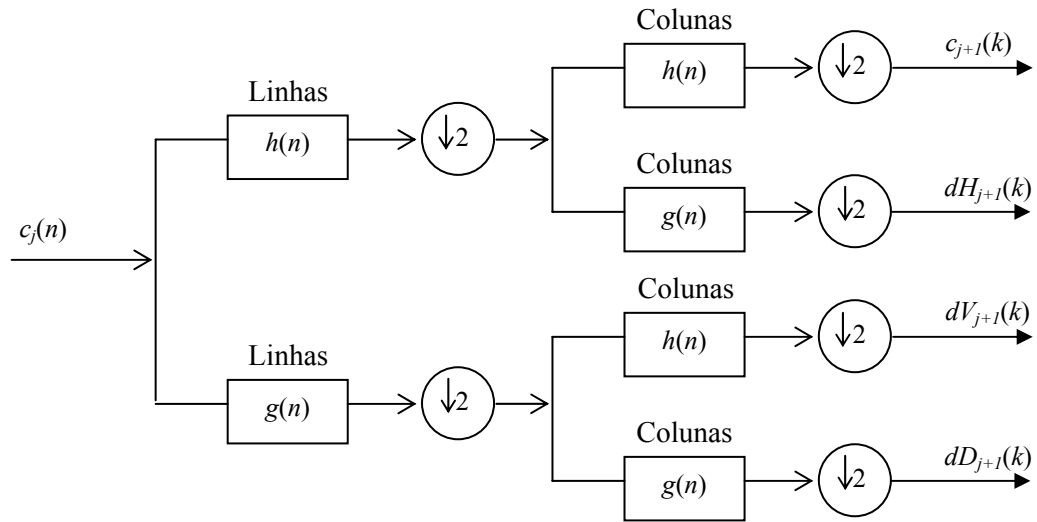 Colunas
h(n)
↓2
c_{j+1}(k)
Linhas
h(n)
↓2
Colunas
g(n)
↓2
dH_{j+1}(k)
c_j(n)
Colunas
h(n)
↓2
dV_{j+1}(k)
Linhas
g(n)
↓2
Colunas
g(n)
↓2
dD_{j+1}(k)